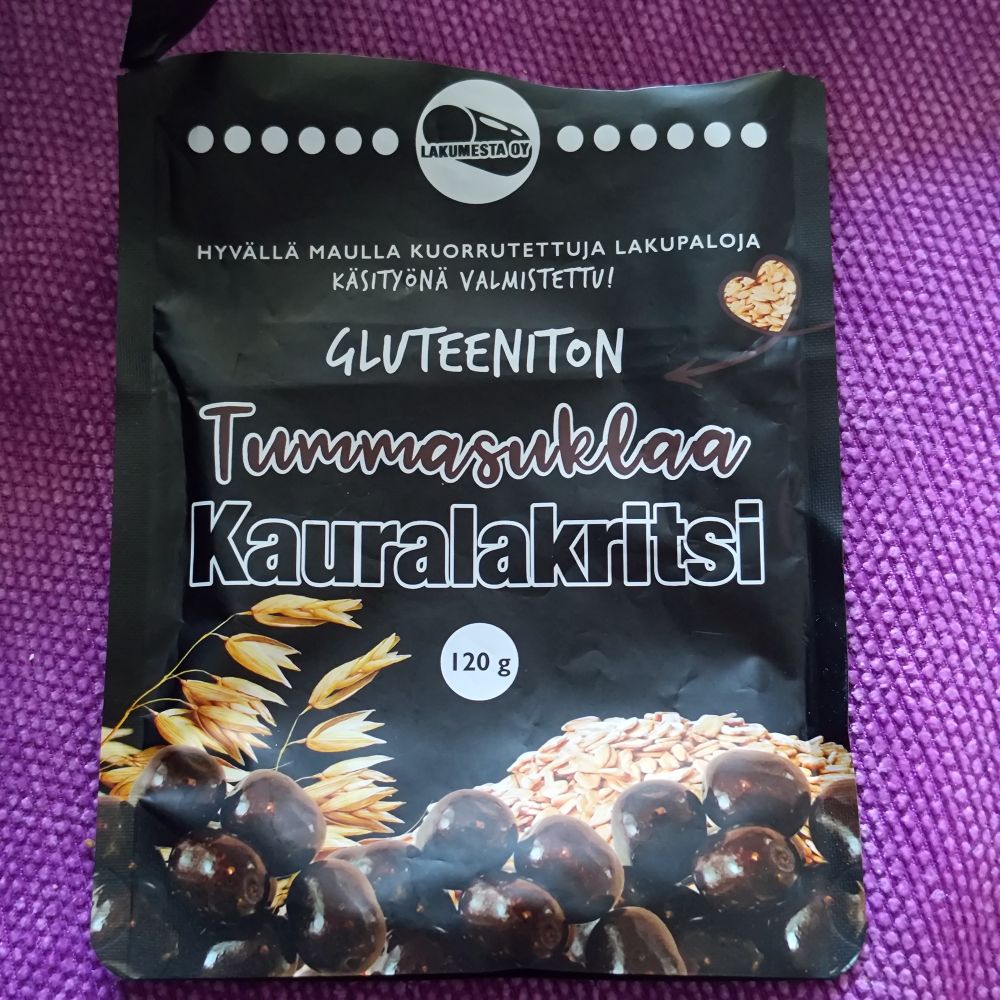 LAKUMESTA OY
HYVÄLLÄ MAULLA KUORRUTETTUJA LAKUPALOJA
KÄSITYÖNÄ VALMISTETTU!
GLUTEENITON
Tummasuklaa
Kauralakritsi
120 g